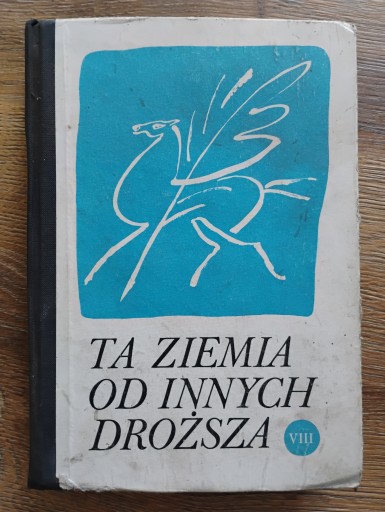 TA ZIEMIA
OD INNYCH
DROŻSZA VIII